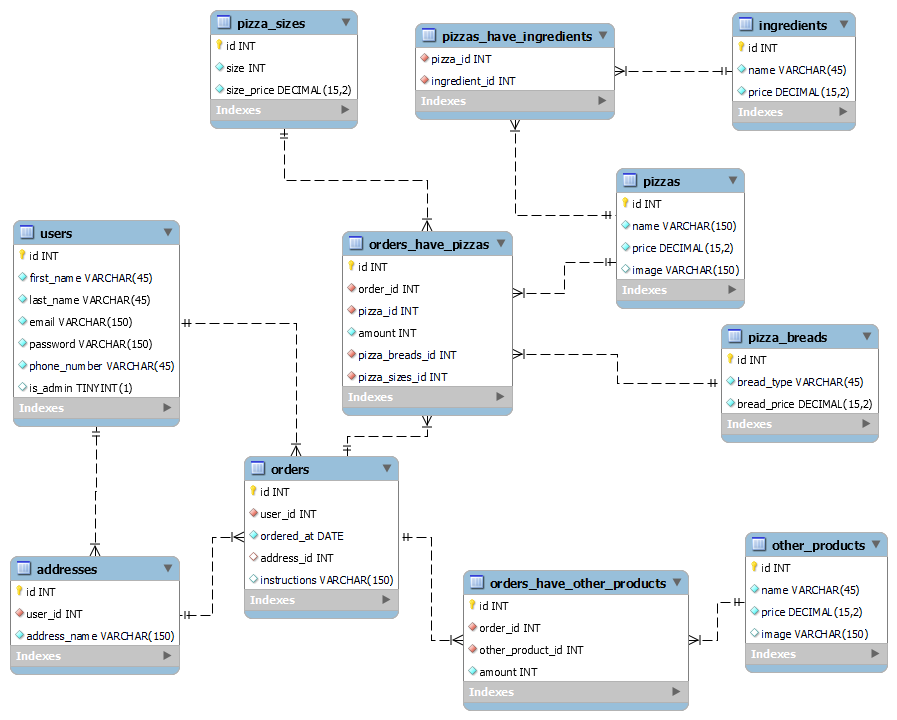 pizza_sizes
id INT
size INT
size_price DECIMAL(15,2)
Indexes
pizzas_have_ingredients
pizza_id INT
ingredient_id INT
Indexes
ingredients
id INT
name VARCHAR(45)
price DECIMAL(15,2)
Indexes
pizzas
id INT
name VARCHAR(150)
price DECIMAL(15,2)
image VARCHAR(150)
Indexes
users
id INT
first_name VARCHAR(45)
last_name VARCHAR(45)
email VARCHAR(150)
password VARCHAR(150)
phone_number VARCHAR(45)
is_admin TINYINT(1)
Indexes
orders_have_pizzas
id INT
order_id INT
pizza_id INT
amount INT
pizza_breads_id INT
pizza_sizes_id INT
Indexes
pizza_breads
id INT
bread_type VARCHAR(45)
bread_price DECIMAL(15,2)
Indexes
orders
id INT
user_id INT
ordered_at DATE
address_id INT
instructions VARCHAR(150)
Indexes
addresses
id INT
user_id INT
address_name VARCHAR(150)
Indexes
orders_have_other_products
id INT
order_id INT
other_product_id INT
amount INT
Indexes
other_products
id INT
name VARCHAR(45)
price DECIMAL(15,2)
image VARCHAR(150)
Indexes